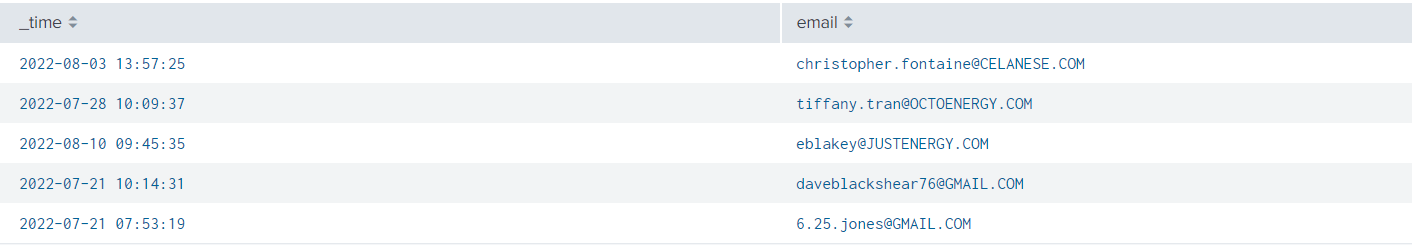 _time email
2022-08-03 13:57:25 christopher.fontaine@CELANESE.COM
2022-07-28 10:09:37 tiffany.tran@OCTOENERGY.COM
2022-08-10 09:45:35 eblakey@JUSTENERGY.COM
2022-07-21 10:14:31 daveblackshear76@GMAIL.COM
2022-07-21 07:53:19 6.25.jones@GMAIL.COM